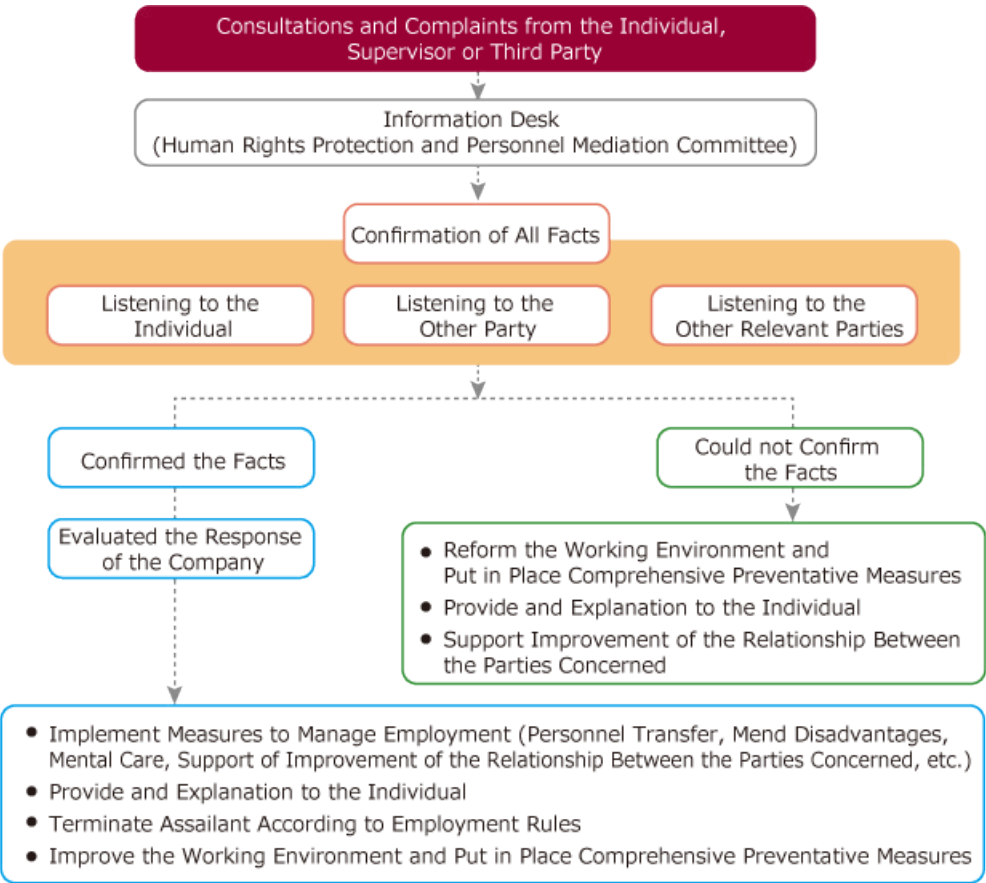 Consultations and Complaints from the Individual,
Supervisor or Third Party
Information Desk
(Human Rights Protection and Personnel Mediation Committee)
Confirmation of All Facts
Listening to the
Individual
Listening to the
Other Party
Listening to the
Other Relevant Parties
Confirmed the Facts
Could not Confirm
the Facts
Evaluated the Response
of the Company
● Reform the Working Environment and
Put in Place Comprehensive Preventative Measures
● Provide and Explanation to the Individual
● Support Improvement of the Relationship Between
the Parties Concerned
● Implement Measures to Manage Employment (Personnel Transfer, Mend Disadvantages,
Mental Care, Support of Improvement of the Relationship Between the Parties Concerned, etc.)
● Provide and Explanation to the Individual
● Terminate Assailant According to Employment Rules
● Improve the Working Environment and Put in Place Comprehensive Preventative Measures